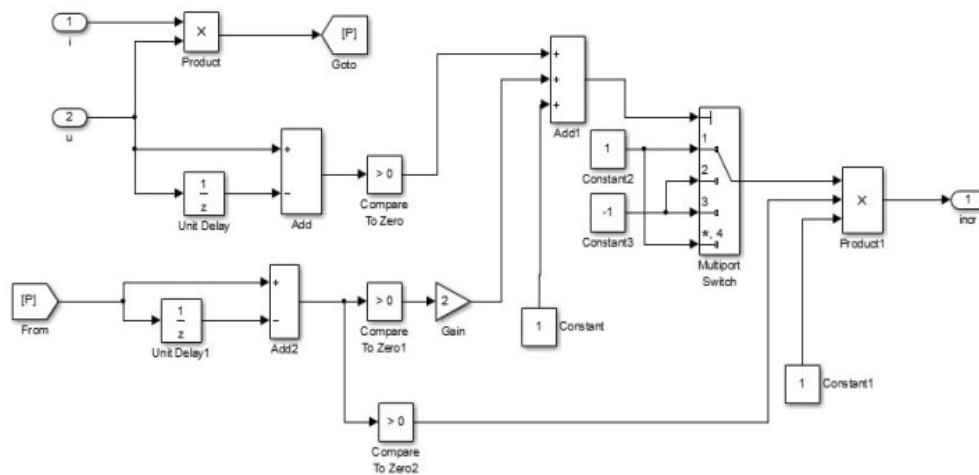 1
i
×
Product
[P]
Goto
2
u
+
−
Add
1
z
Unit Delay
> 0
Compare
To Zero
+
+
+
Add1
1
Constant2
-1
Constant3
1
2
3
*, 4
Multiport
Switch
×
Product1
1
incr
[P]
From
1
z
Unit Delay1
+
−
Add2
> 0
Compare
To Zero1
2
Gain
1
Constant
1
Constant1
> 0
Compare
To Zero2